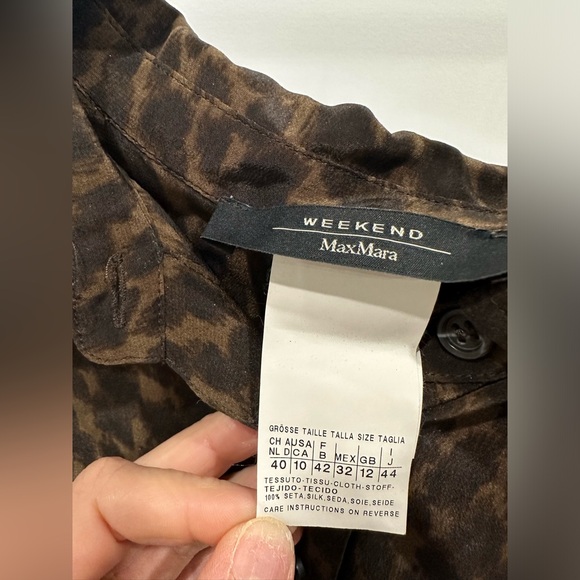 WEEKEND
MaxMara
GRÖSSE TAILLE TALLA SIZE TAGLIA
CH AUSA F I
NL D CA B MEX GB J
40 10 42 32 12 44
TESSUTO-TISSU-CLOTH-STOFF-
TEJIDO-TECIDO
100% SETA,SILK,SEDA,SOIE,SEIDE
CARE INSTRUCTIONS ON REVERSE